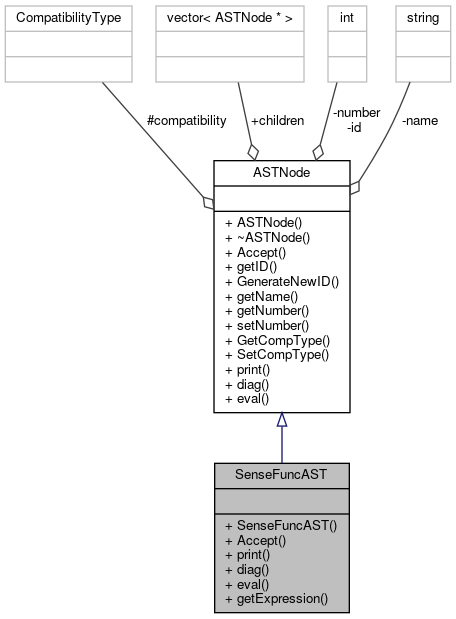 CompatibilityType
vector< ASTNode * >
int
string
#compatibility
+children
-number
-id
-name
ASTNode
+ ASTNode()
+ ~ASTNode()
+ Accept()
+ getID()
+ GenerateNewID()
+ getName()
+ getNumber()
+ setNumber()
+ GetCompType()
+ SetCompType()
+ print()
+ diag()
+ eval()
SenseFuncAST
+ SenseFuncAST()
+ Accept()
+ print()
+ diag()
+ eval()
+ getExpression()